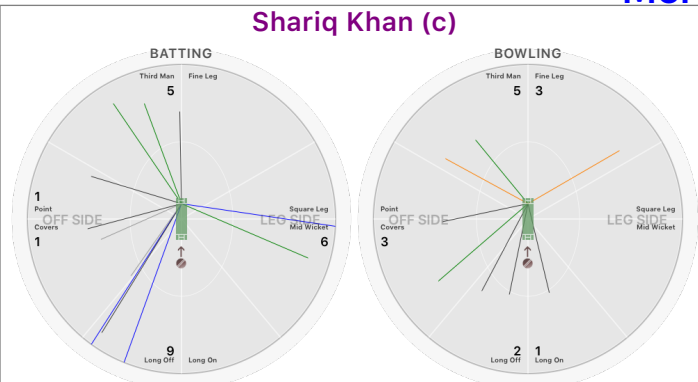 Shariq Khan (c)
BATTING
Third Man
Fine Leg
5
1
Point
OFF SIDE
Covers
1
Square Leg
LEG SIDE
Mid Wicket
6
9
Long Off
Long On
BOWLING
Third Man
Fine Leg
5
3
Point
OFF SIDE
Covers
3
Square Leg
LEG SIDE
Mid Wicket
2
1
Long Off
Long On